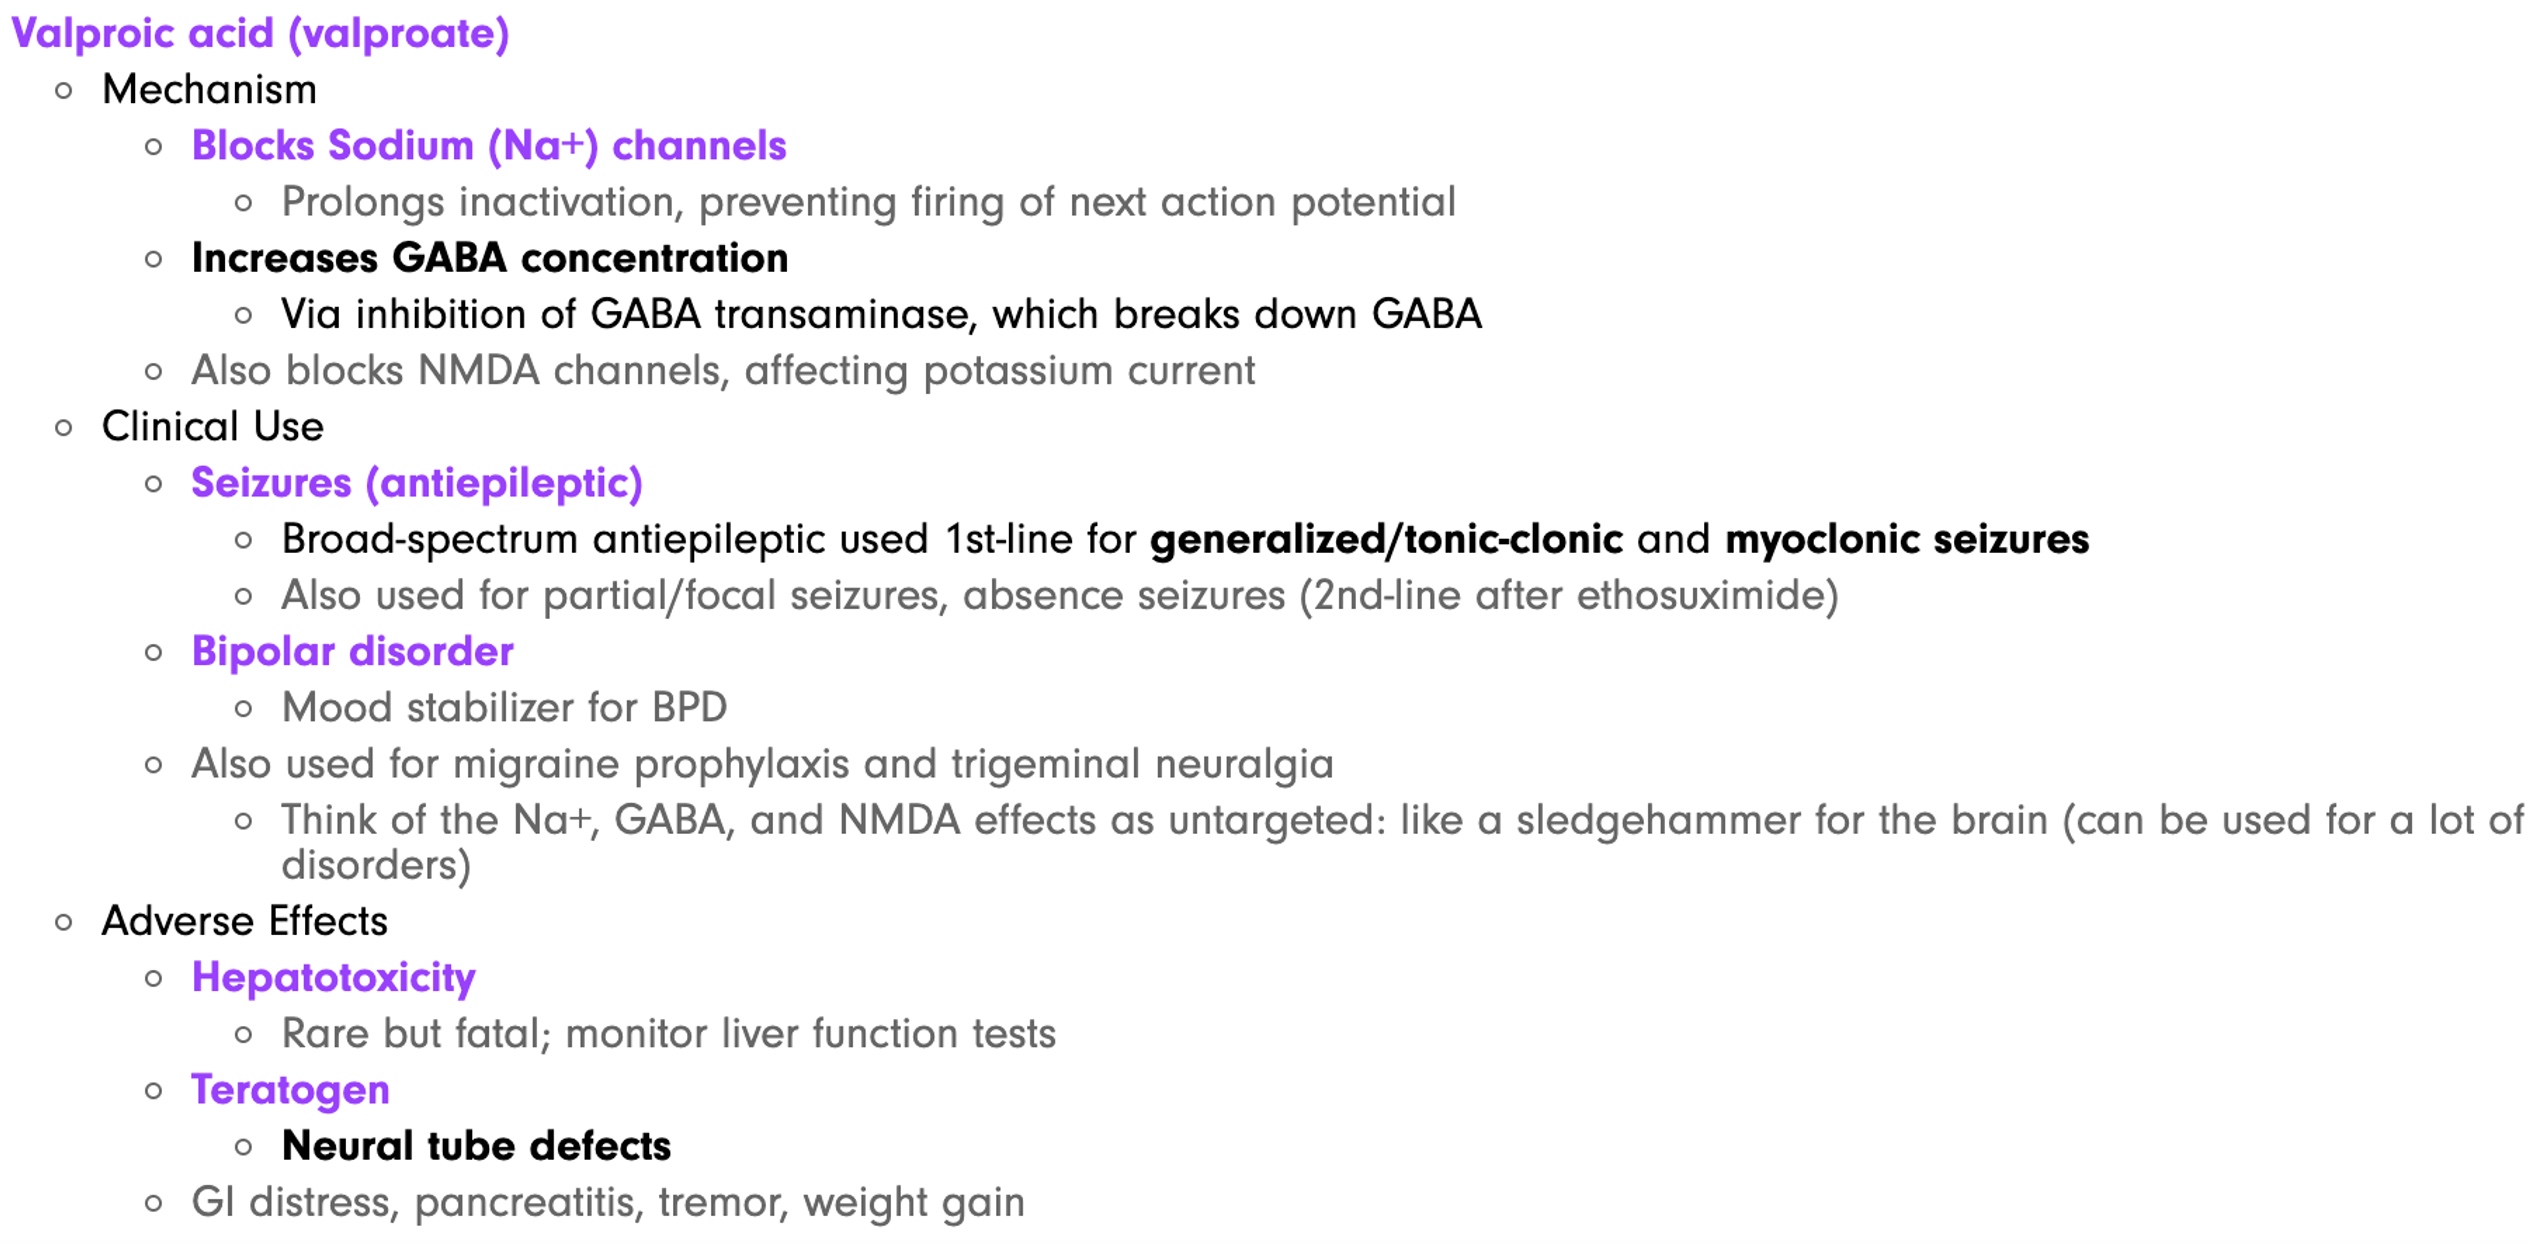 Valproic acid (valproate)
Mechanism
Blocks Sodium (Na+) channels
Prolongs inactivation, preventing firing of next action potential
Increases GABA concentration
Via inhibition of GABA transaminase, which breaks down GABA
Also blocks NMDA channels, affecting potassium current
Clinical Use
Seizures (antiepileptic)
Broad-spectrum antiepileptic used 1st-line for generalized/tonic-clonic and myoclonic seizures
Also used for partial/focal seizures, absence seizures (2nd-line after ethosuximide)
Bipolar disorder
Mood stabilizer for BPD
Also used for migraine prophylaxis and trigeminal neuralgia
Think of the Na+, GABA, and NMDA effects as untargeted: like a sledgehammer for the brain (can be used for a lot of
disorders)
Adverse Effects
Hepatotoxicity
Rare but fatal; monitor liver function tests
Teratogen
Neural tube defects
GI distress, pancreatitis, tremor, weight gain